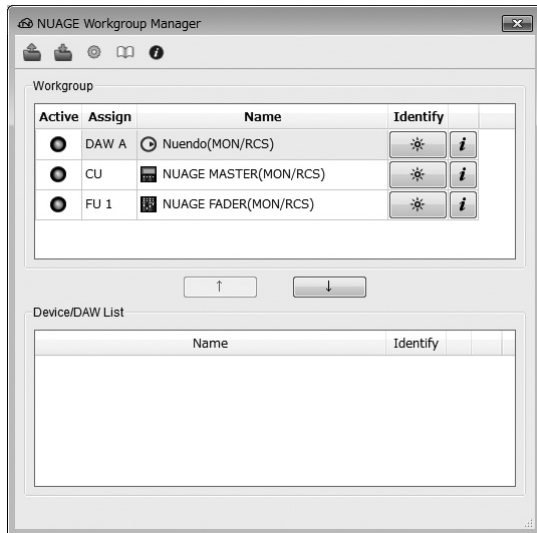 NUAGE Workgroup Manager
Workgroup
Active Assign Name Identify
DAW A Nuendo(MON/RCS) i
CU NUAGE MASTER(MON/RCS) i
FU 1 NUAGE FADER(MON/RCS) i
↑ ↓
Device/DAW List
Name Identify